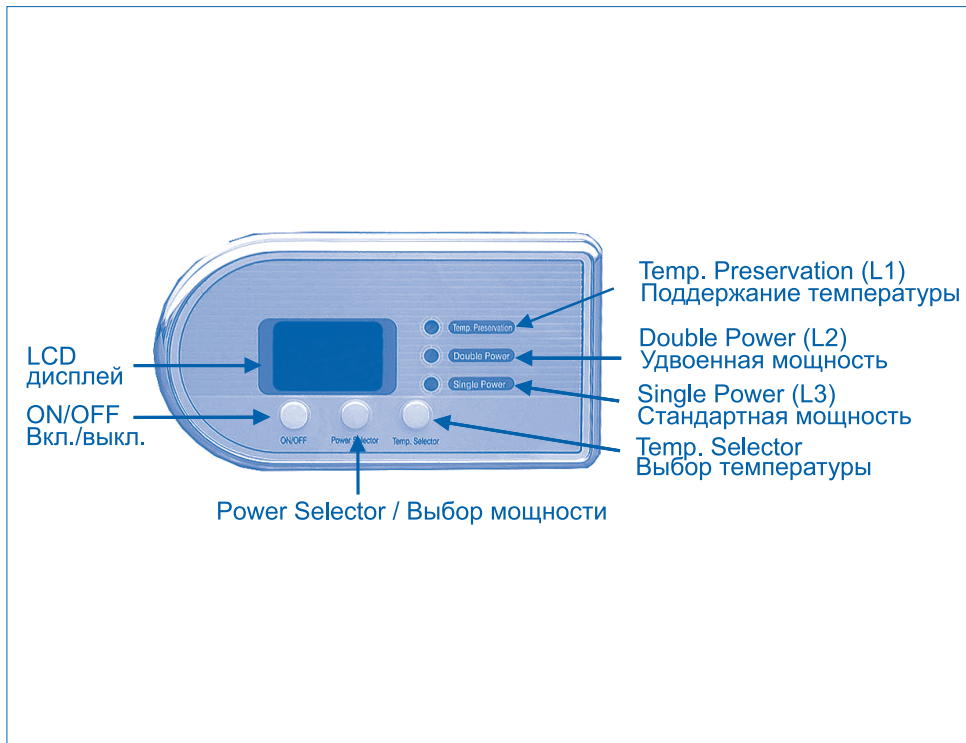 Temp. Preservation (L1)
Поддержание температуры
Temp. Preservation
Double Power (L2)
Удвоенная мощность
Double Power
LCD
дисплей
Single Power (L3)
Стандартная мощность
Single Power
ON/OFF
Вкл./выкл.
ON/OFF
Power Selector
Temp. Selector
Temp. Selector
Выбор температуры
Power Selector / Выбор мощности